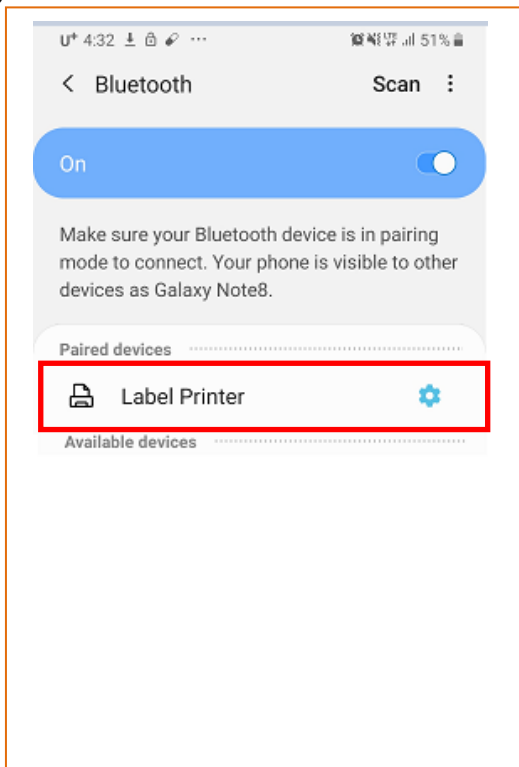 U⁺ 4:32 ··· 51%
Bluetooth Scan
On
Make sure your Bluetooth device is in pairing
mode to connect. Your phone is visible to other
devices as Galaxy Note8.
Paired devices
Label Printer
Available devices